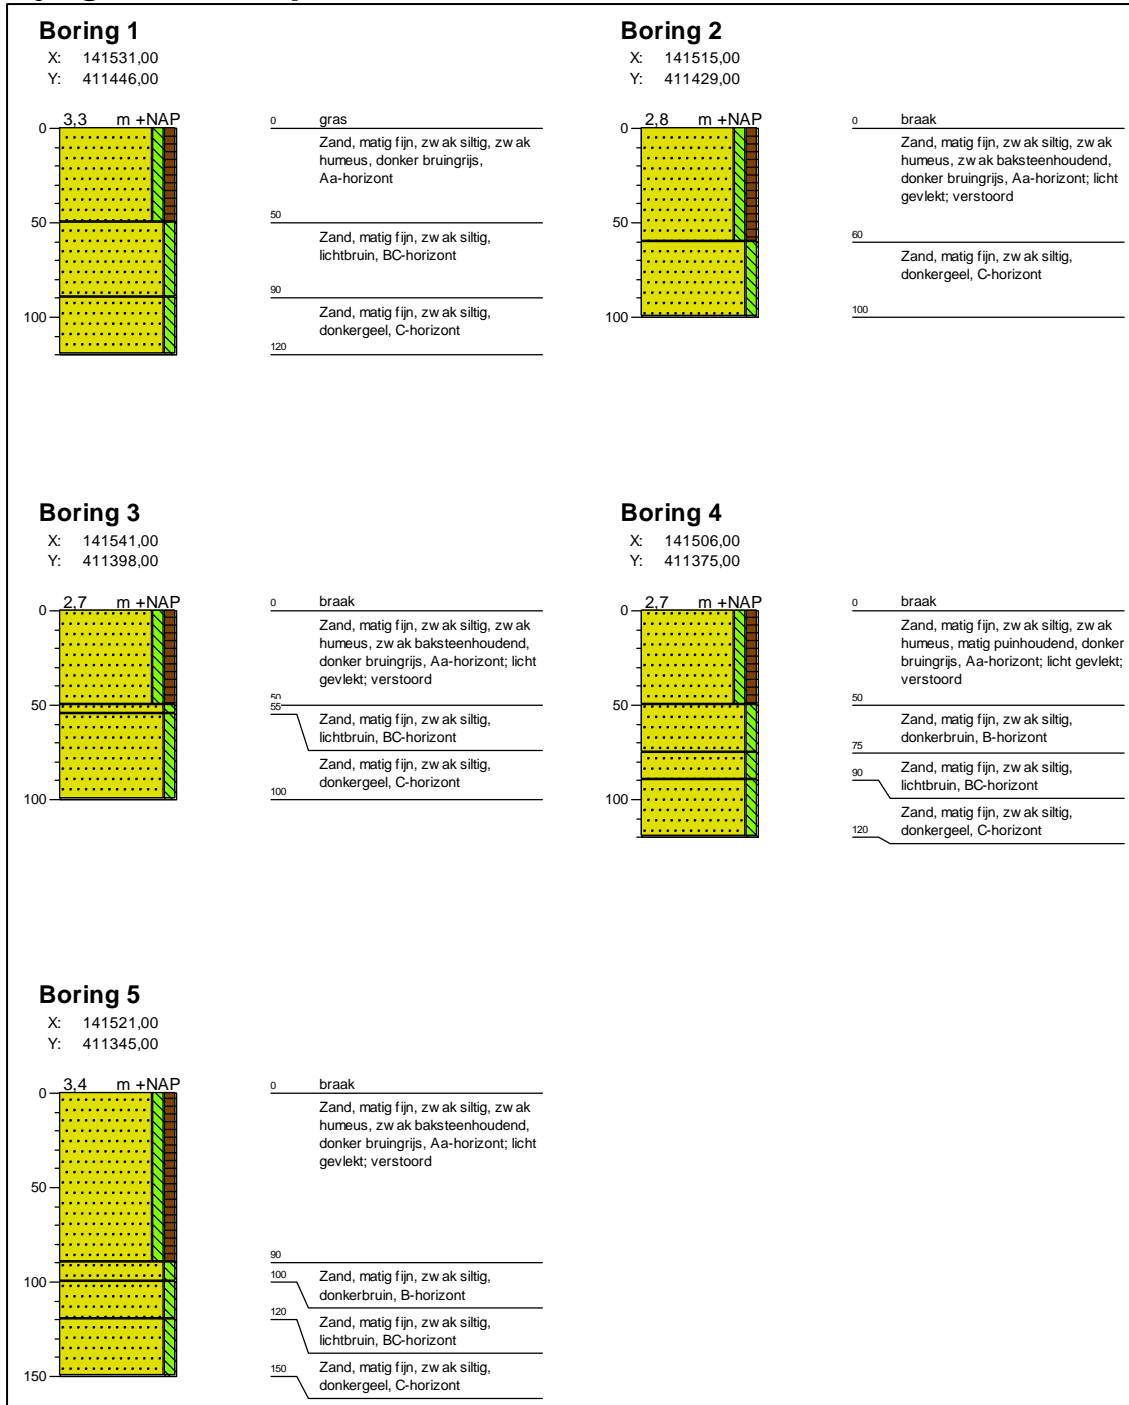 Boring 1
X: 141531,00
Y: 411446,00
3,3 m +NAP
0
50
100
0 gras
Zand, matig fijn, zwak siltig, zwak
humeus, donker bruingrijs,
Aa-horizont
50
Zand, matig fijn, zwak siltig,
lichtbruin, BC-horizont
90
Zand, matig fijn, zwak siltig,
donkergeel, C-horizont
120
Boring 2
X: 141515,00
Y: 411429,00
2,8 m +NAP
0
50
100
0 braak
Zand, matig fijn, zwak siltig, zwak
humeus, zwak baksteenhoudend,
donker bruingrijs, Aa-horizont; licht
gevlekt; verstoord
60
Zand, matig fijn, zwak siltig,
donkergeel, C-horizont
100
Boring 3
X: 141541,00
Y: 411398,00
2,7 m +NAP
0
50
100
0 braak
Zand, matig fijn, zwak siltig, zwak
humeus, zwak baksteenhoudend,
donker bruingrijs, Aa-horizont; licht
gevlekt; verstoord
50
55
Zand, matig fijn, zwak siltig,
lichtbruin, BC-horizont
Zand, matig fijn, zwak siltig,
donkergeel, C-horizont
100
Boring 4
X: 141506,00
Y: 411375,00
2,7 m +NAP
0
50
100
0 braak
Zand, matig fijn, zwak siltig, zwak
humeus, matig puinhoudend, donker
bruingrijs, Aa-horizont; licht gevlekt;
verstoord
50
Zand, matig fijn, zwak siltig,
donkerbruin, B-horizont
75
90 Zand, matig fijn, zwak siltig,
lichtbruin, BC-horizont
Zand, matig fijn, zwak siltig,
120 donkergeel, C-horizont
Boring 5
X: 141521,00
Y: 411345,00
3,4 m +NAP
0
50
100
150
0 braak
Zand, matig fijn, zwak siltig, zwak
humeus, zwak baksteenhoudend,
donker bruingrijs, Aa-horizont; licht
gevlekt; verstoord
90
100 Zand, matig fijn, zwak siltig,
donkerbruin, B-horizont
120 Zand, matig fijn, zwak siltig,
lichtbruin, BC-horizont
150 Zand, matig fijn, zwak siltig,
donkergeel, C-horizont